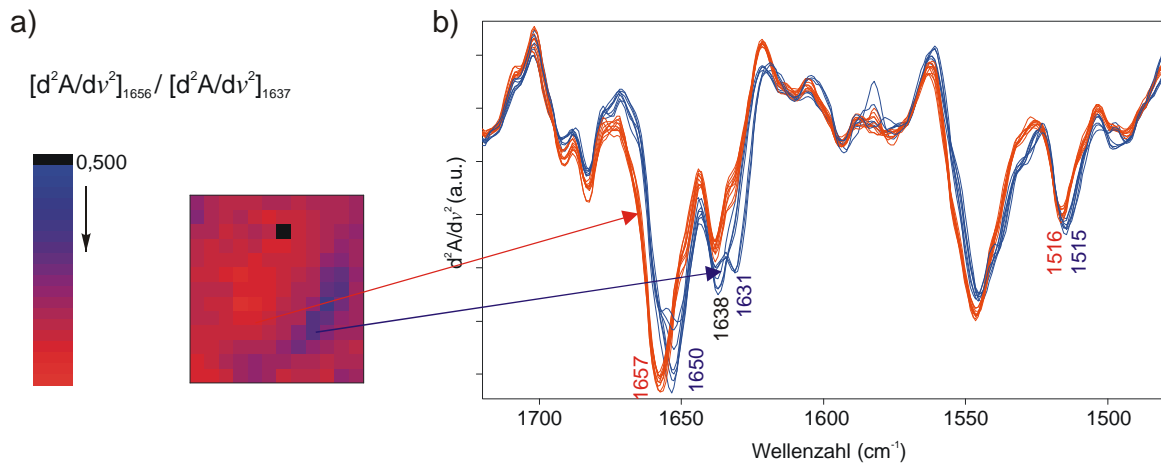 a)
[d²A/dν²]₁₆₅₆ / [d²A/dν²]₁₆₃₇
0,500
b)
d²A/dν² (a.u.)
1657
1650
1638
1631
1516
1515
1700
1650
1600
1550
1500
Wellenzahl (cm⁻¹)